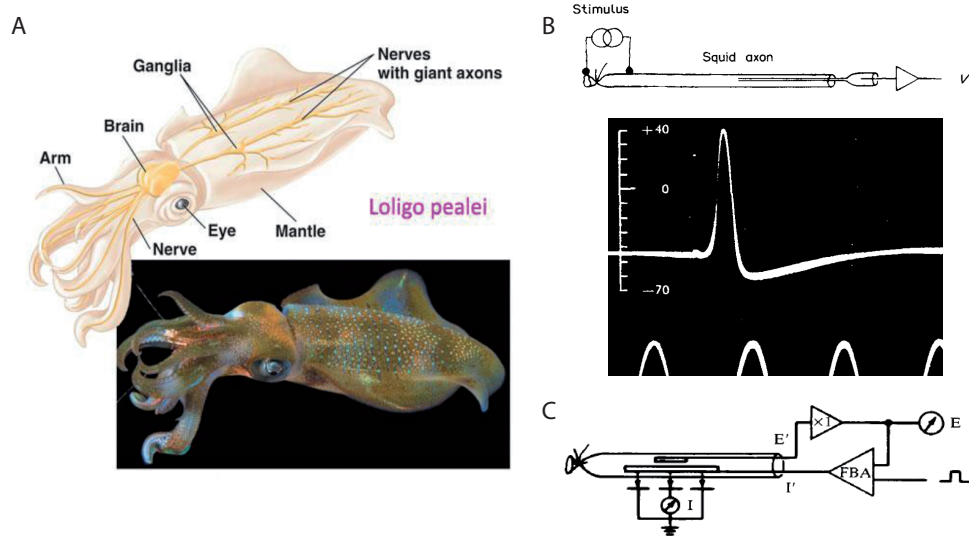 A
Ganglia
Nerves
with giant axons
Brain
Arm
Eye
Mantle
Nerve
Loligo pealei
B
Stimulus
Squid axon
V
+40
0
−70
C
×1
E
E′
I′
FBA
I